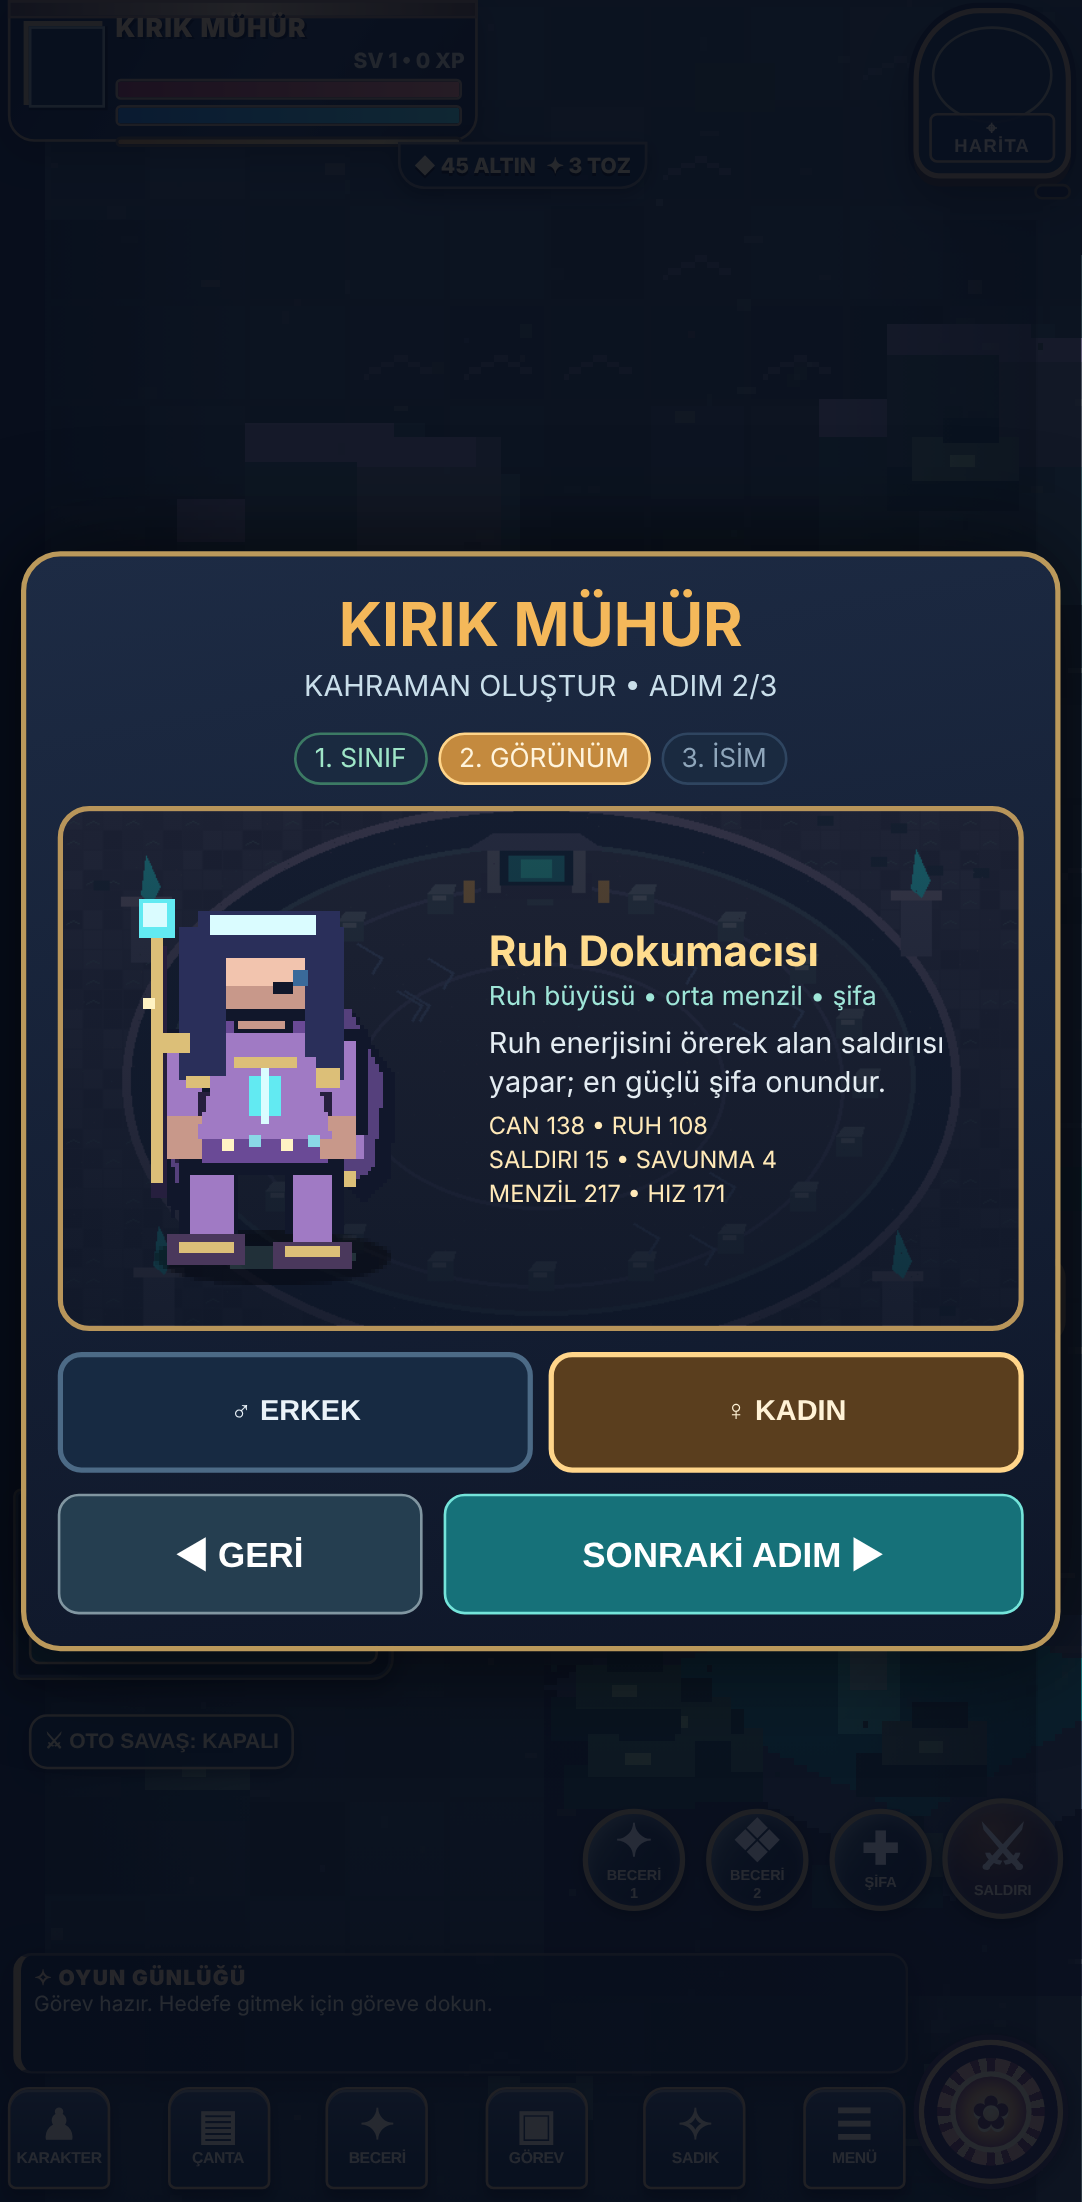 KIRIK MÜHÜR
SV 1 • 0 XP
◆ 45 ALTIN ✦ 3 TOZ
✦
HARİTA
KIRIK MÜHÜR
KAHRAMAN OLUŞTUR • ADIM 2/3
1. SINIF
2. GÖRÜNÜM
3. İSİM
Ruh Dokumacısı
Ruh büyüsü • orta menzil • şifa
Ruh enerjisini örerek alan saldırısı
yapar; en güçlü şifa onundur.
CAN 138 • RUH 108
SALDIRI 15 • SAVUNMA 4
MENZİL 217 • HIZ 171
♂ ERKEK
♀ KADIN
◀ GERİ
SONRAKİ ADIM ▶
⚔ OTO SAVAŞ: KAPALI
BECERİ
1
BECERİ
2
ŞİFA
SALDIRI
✧ OYUN GÜNLÜĞÜ
Görev hazır. Hedefe gitmek için göreve dokun.
KARAKTER
ÇANTA
BECERİ
GÖREV
SADIK
MENÜ